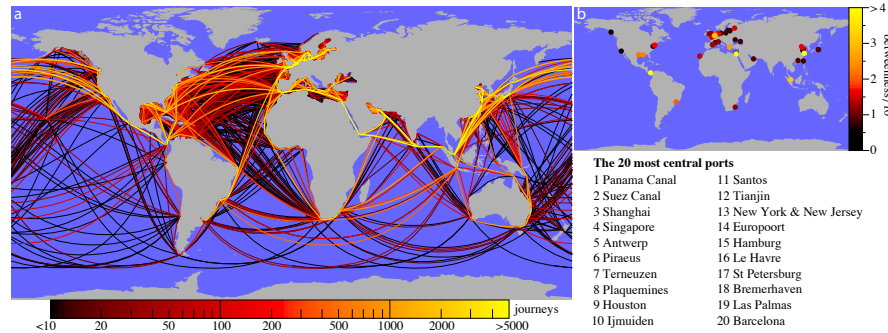 a
<10 20 50 100 200 500 1000 2000 >5000
journeys
b
> 4
3
2
1
0
The 20 most central ports
1 Panama Canal
2 Suez Canal
3 Shanghai
4 Singapore
5 Antwerp
6 Piraeus
7 Terneuzen
8 Plaquemines
9 Houston
10 Ijmuiden
11 Santos
12 Tianjin
13 New York & New Jersey
14 Europoort
15 Hamburg
16 Le Havre
17 St Petersburg
18 Bremerhaven
19 Las Palmas
20 Barcelona